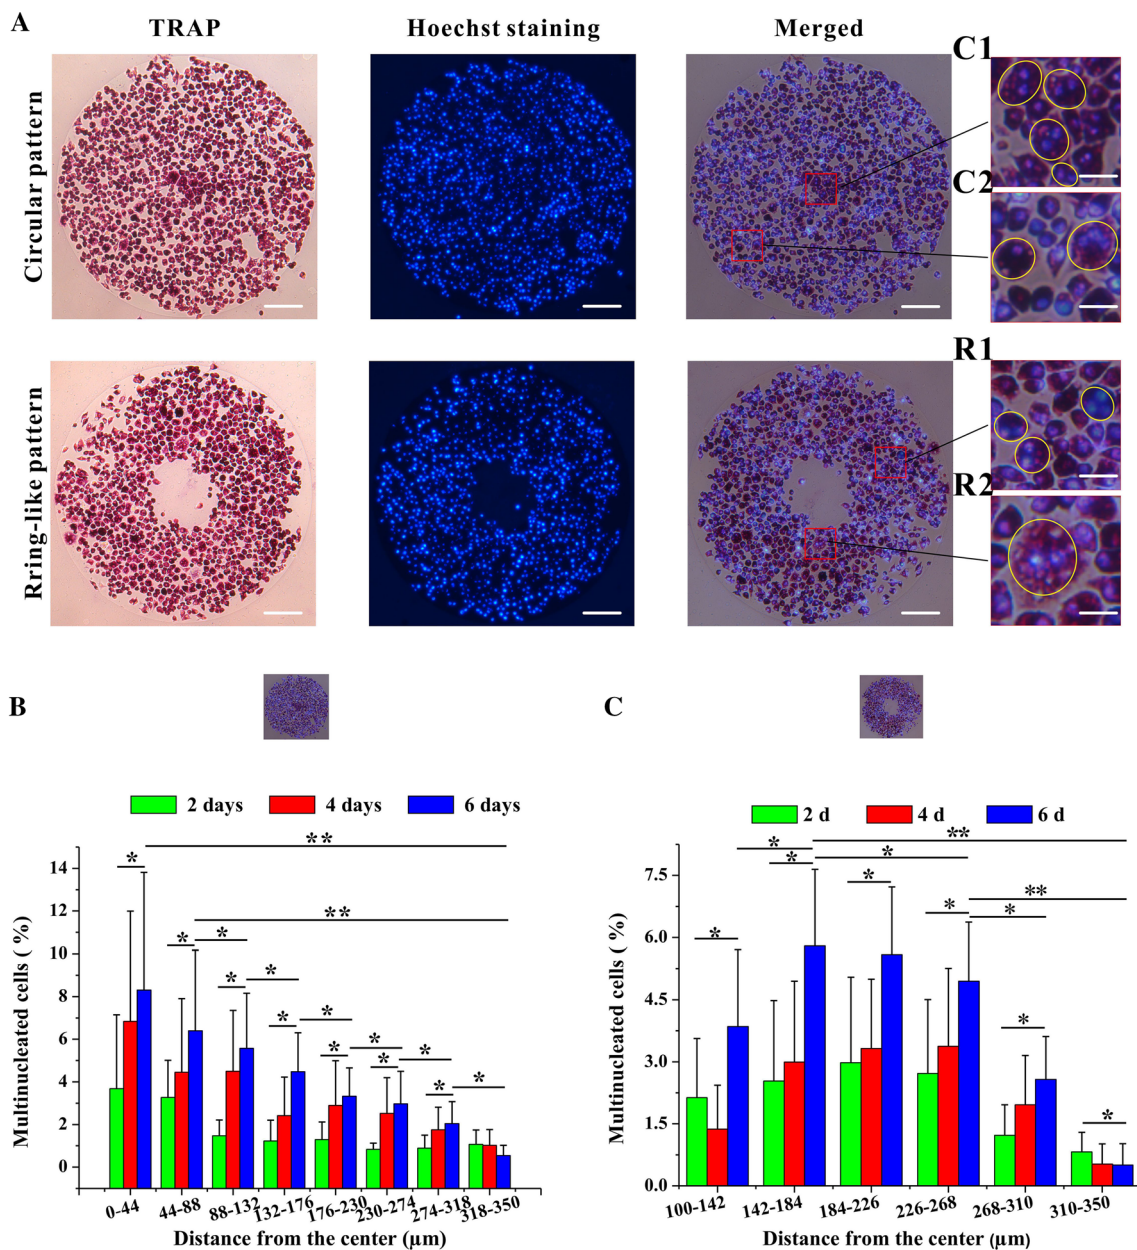 A
TRAP
Hoechst staining
Merged
Circular pattern
C1
C2
Rring-like pattern
R1
R2
B
2 days
4 days
6 days
**
*
**
*
*
*
*
*
*
*
*
*
*
*
*
Multinucleated cells ( %)
14
12
10
8
6
4
2
0
0-44
44-88
88-132
132-176
176-230
230-274
274-318
318-350
Distance from the center (μm)
C
2 d
4 d
6 d
**
*
*
*
*
**
*
*
*
*
*
Multinucleated cells ( %)
7.5
6.0
4.5
3.0
1.5
0.0
100-142
142-184
184-226
226-268
268-310
310-350
Distance from the center (μm)